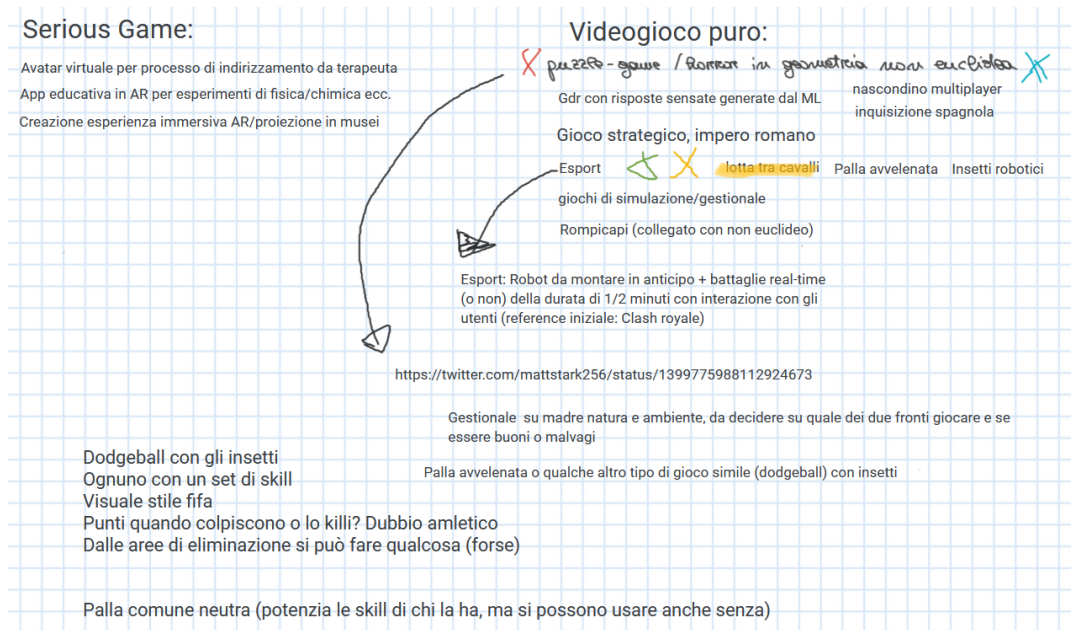 Serious Game:
Avatar virtuale per processo di indirizzamento da terapeuta
App educativa in AR per esperimenti di fisica/chimica ecc.
Creazione esperienza immersiva AR/proiezione in musei
Videogioco puro:
puzzle-game / horror in geometria non euclidea
Gdr con risposte sensate generate dal ML
nascondino multiplayer
inquisizione spagnola
Gioco strategico, impero romano
Esport
lotta tra cavalli
Palla avvelenata
Insetti robotici
giochi di simulazione/gestionale
Rompicapi (collegato con non euclideo)
Esport: Robot da montare in anticipo + battaglie real-time
(o non) della durata di 1/2 minuti con interazione con gli
utenti (reference iniziale: Clash royale)
https://twitter.com/mattstark256/status/1399775988112924673
Gestionale  su madre natura e ambiente, da decidere su quale dei due fronti giocare e se
essere buoni o malvagi
Palla avvelenata o qualche altro tipo di gioco simile (dodgeball) con insetti
Dodgeball con gli insetti
Ognuno con un set di skill
Visuale stile fifa
Punti quando colpiscono o lo killi? Dubbio amletico
Dalle aree di eliminazione si può fare qualcosa (forse)
Palla comune neutra (potenzia le skill di chi la ha, ma si possono usare anche senza)